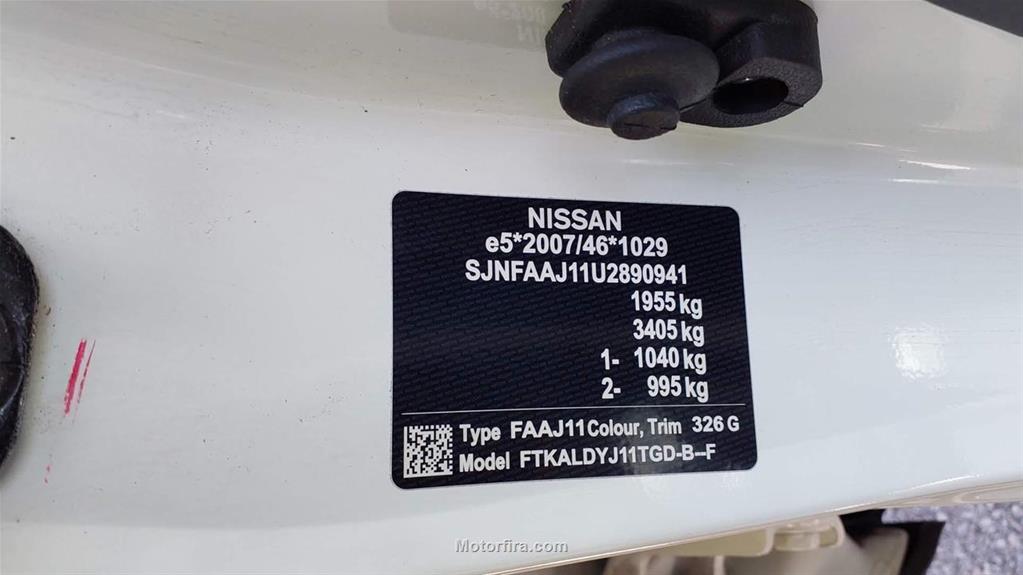 NISSAN
e5*2007/46*1029
SJNFAAJ11U2890941
1955 kg
3405 kg
1- 1040 kg
2- 995 kg
Type FAAJ11 Colour, Trim 326 G
Model FTKALDYJ11TGD-B--F
Motorfira.com